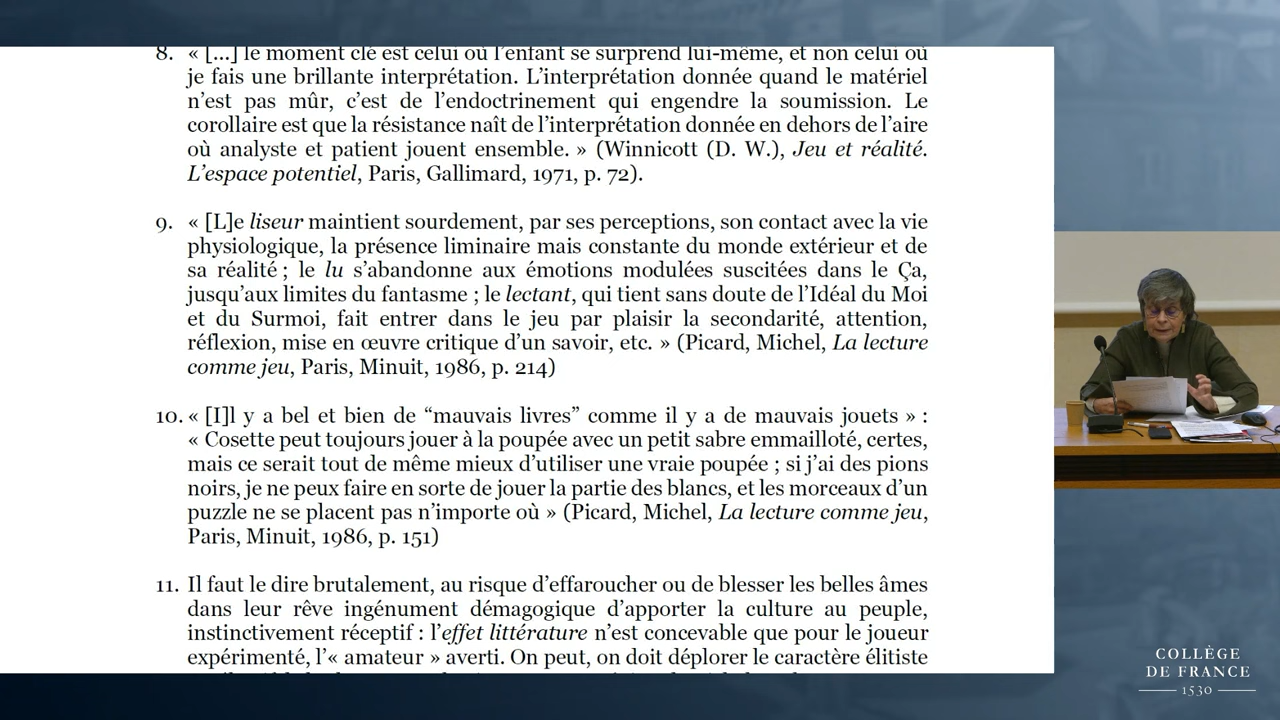 8. « […] le moment clé est celui où l'enfant se surprend lui-même, et non celui où
je fais une brillante interprétation. L'interprétation donnée quand le matériel
n'est pas mûr, c'est de l'endoctrinement qui engendre la soumission. Le
corollaire est que la résistance naît de l'interprétation donnée en dehors de l'aire
où analyste et patient jouent ensemble. » (Winnicott (D. W.), Jeu et réalité.
L'espace potentiel, Paris, Gallimard, 1971, p. 72).
9. « [L]e liseur maintient sourdement, par ses perceptions, son contact avec la vie
physiologique, la présence liminaire mais constante du monde extérieur et de
sa réalité ; le lu s'abandonne aux émotions modulées suscitées dans le Ça,
jusqu'aux limites du fantasme ; le lectant, qui tient sans doute de l'Idéal du Moi
et du Surmoi, fait entrer dans le jeu par plaisir la secondarité, attention,
réflexion, mise en œuvre critique d'un savoir, etc. » (Picard, Michel, La lecture
comme jeu, Paris, Minuit, 1986, p. 214)
10. « [I]l y a bel et bien de “mauvais livres” comme il y a de mauvais jouets » :
« Cosette peut toujours jouer à la poupée avec un petit sabre emmailloté, certes,
mais ce serait tout de même mieux d'utiliser une vraie poupée ; si j'ai des pions
noirs, je ne peux faire en sorte de jouer la partie des blancs, et les morceaux d'un
puzzle ne se placent pas n'importe où » (Picard, Michel, La lecture comme jeu,
Paris, Minuit, 1986, p. 151)
11. Il faut le dire brutalement, au risque d'effaroucher ou de blesser les belles âmes
dans leur rêve ingénument démagogique d'apporter la culture au peuple,
instinctivement réceptif : l'effet littérature n'est concevable que pour le joueur
expérimenté, l'« amateur » averti. On peut, on doit déplorer le caractère élitiste
COLLÈGE
DE FRANCE
1530